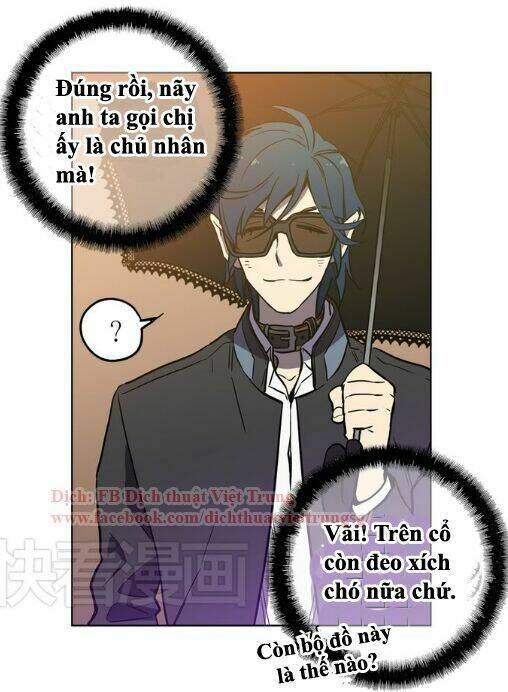 Đúng rồi, nãy
anh ta gọi chị
ấy là chủ nhân
mà!
?
Dịch: FB Dịch thuật Việt Trung
www.facebook.com/dichthuatviettrungsg/
快看漫画
Vãi! Trên cổ
còn đeo xích
chó nữa chứ.
Còn bộ đồ này
là thế nào?